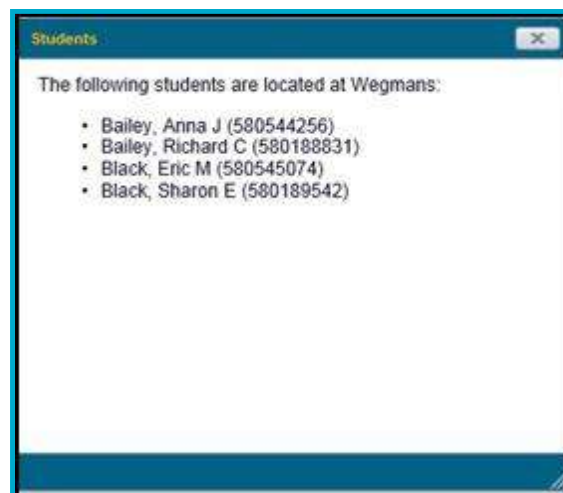 Students
The following students are located at Wegmans:
• Bailey, Anna J (580544256)
• Bailey, Richard C (580188831)
• Black, Eric M (580545074)
• Black, Sharon E (580189542)